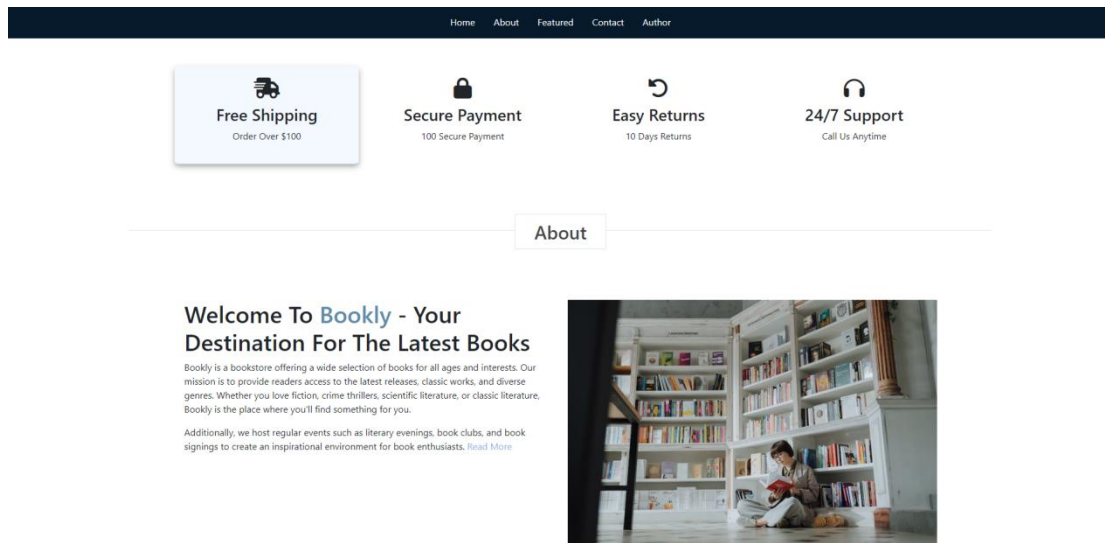 Home About Featured Contact Author
Free Shipping
Order Over $100
Secure Payment
100 Secure Payment
Easy Returns
10 Days Returns
24/7 Support
Call Us Anytime
About
Welcome To Bookly - Your
Destination For The Latest Books
Bookly is a bookstore offering a wide selection of books for all ages and interests. Our
mission is to provide readers access to the latest releases, classic works, and diverse
genres. Whether you love fiction, crime thrillers, scientific literature, or classic literature,
Bookly is the place where you'll find something for you.
Additionally, we host regular events such as literary evenings, book clubs, and book
signings to create an inspirational environment for book enthusiasts. Read More